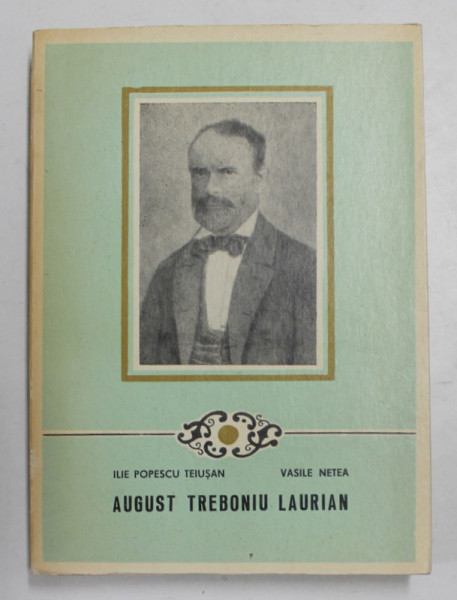 ILIE POPESCU TEIUȘAN VASILE NETEA
AUGUST TREBONIU LAURIAN